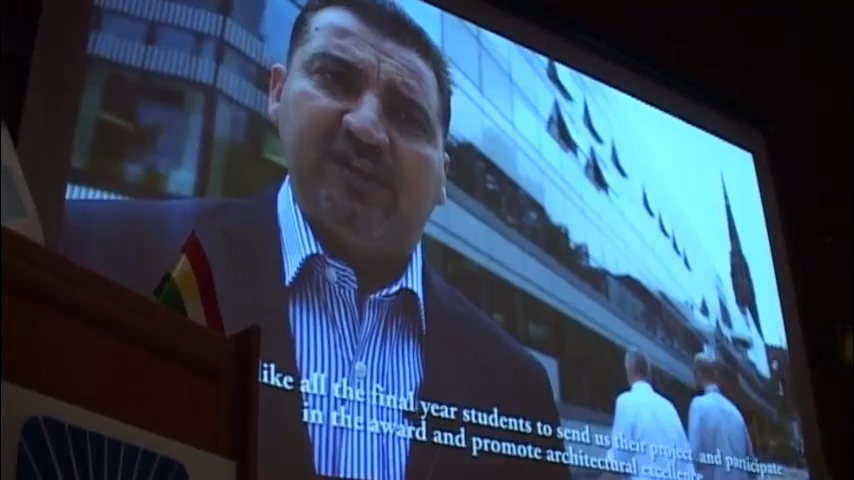 like all the final year students to send us their project and participate
in the award and promote architectural excellence